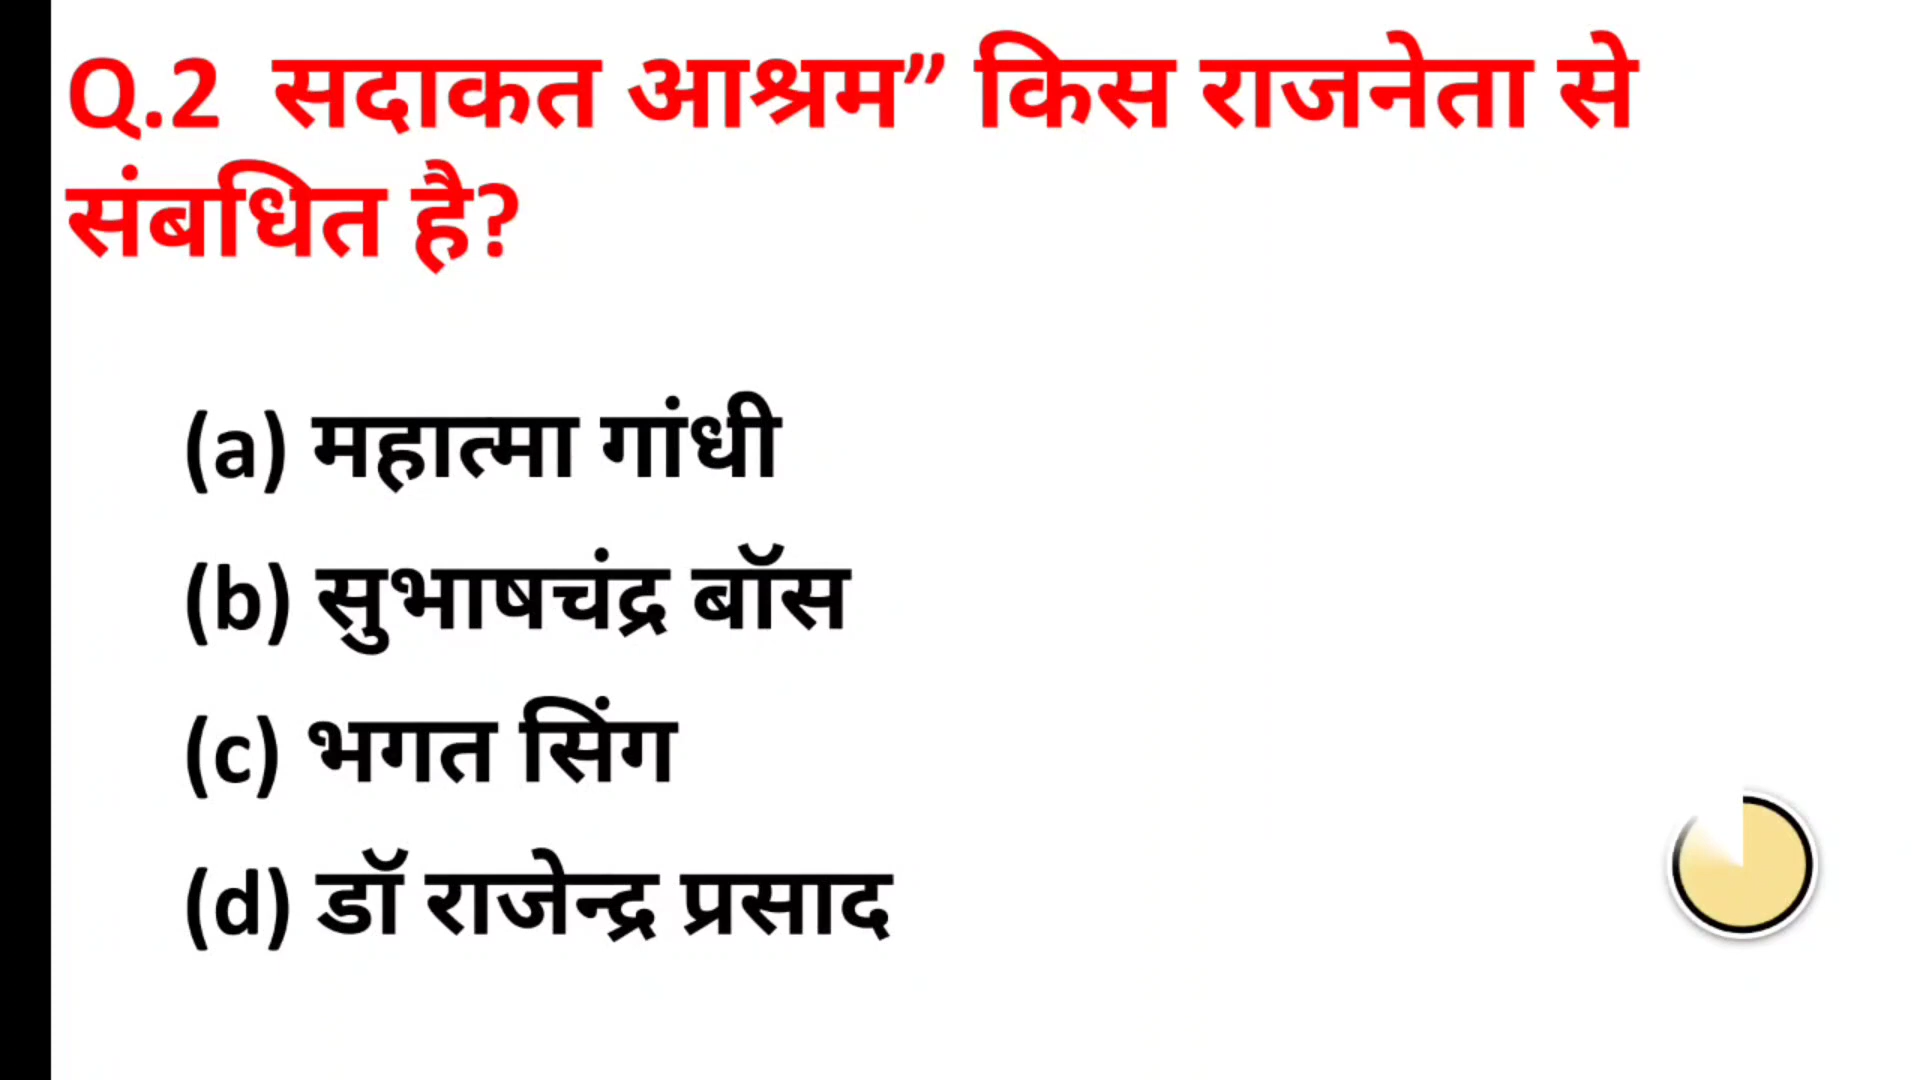 Q.2 सदाकत आश्रम” किस राजनेता से
संबधित है?
(a) महात्मा गांधी
(b) सुभाषचंद्र बॉस
(c) भगत सिंग
(d) डॉ राजेन्द्र प्रसाद